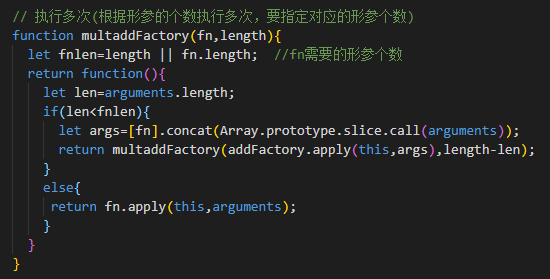 // 执行多次(根据形参的个数执行多次，要指定对应的形参个数)
function multaddFactory(fn,length){
let fnlen=length || fn.length;  //fn需要的形参个数
return function(){
let len=arguments.length;
if(len<fnlen){
let args=[fn].concat(Array.prototype.slice.call(arguments));
return multaddFactory(addFactory.apply(this,args),length-len);
}
else{
return fn.apply(this,arguments);
}
}
}